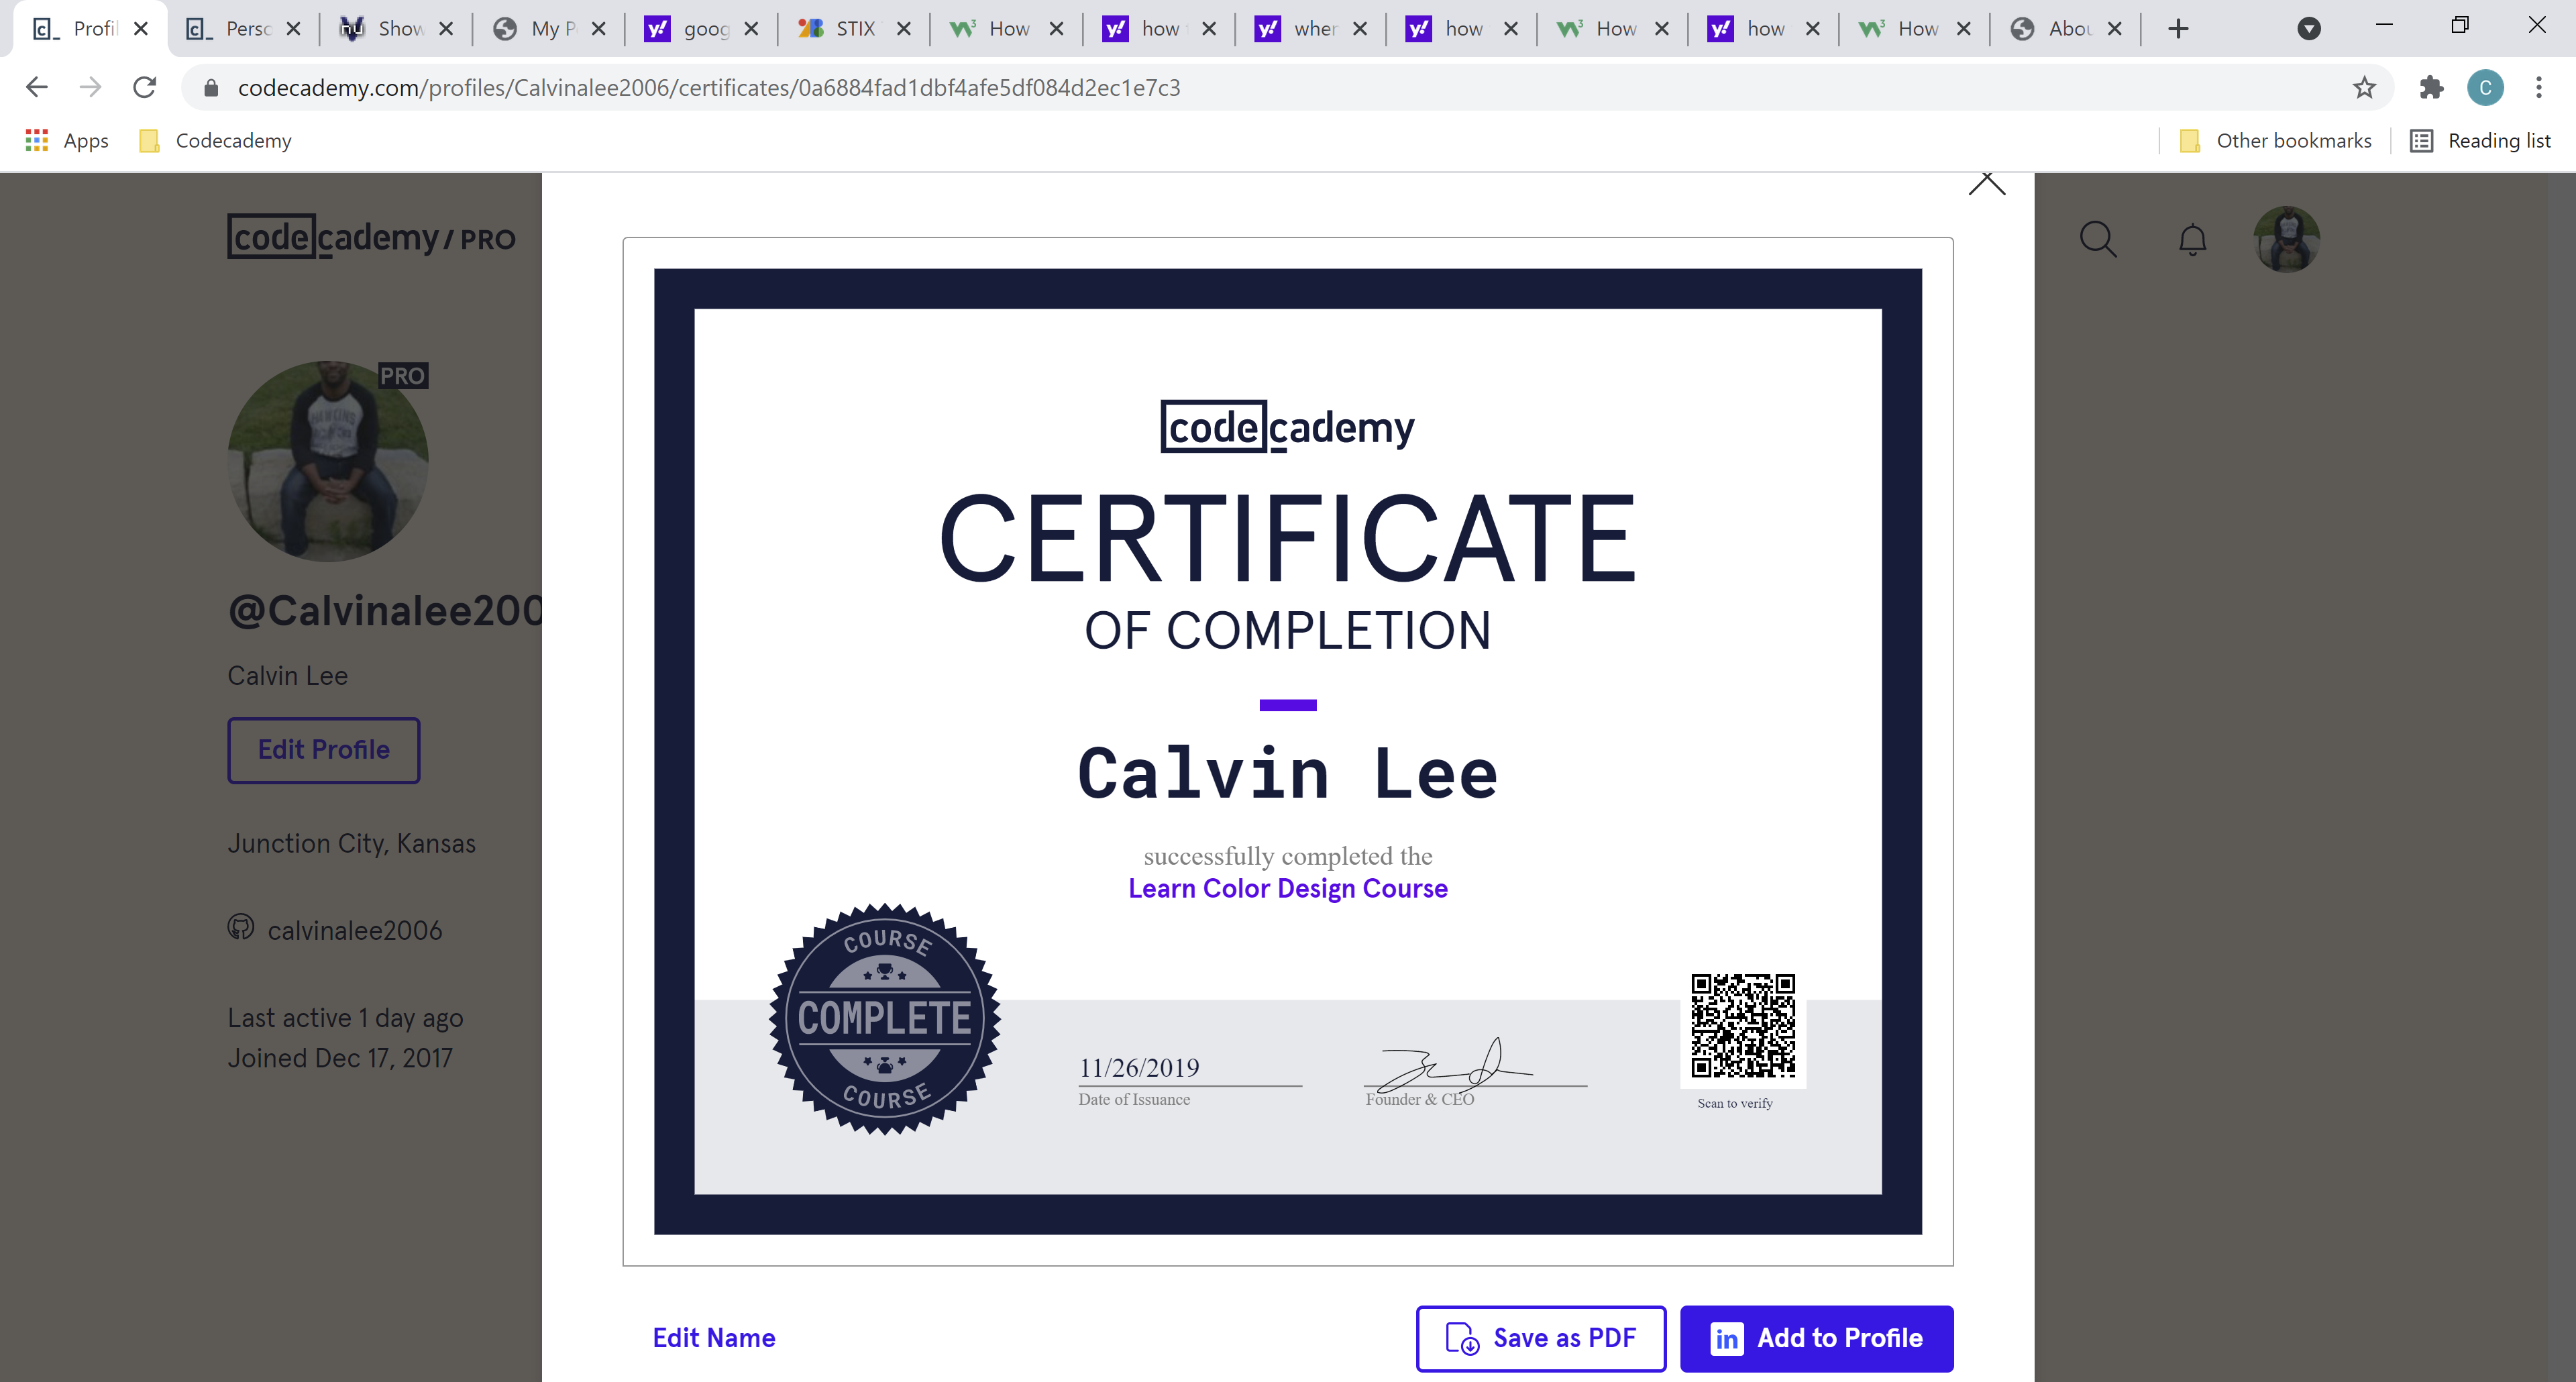 Profil
Perso
Show
My P
goog
STIX
How
how
wher
how
How
how
How
Abou
codecademy.com/profiles/Calvinalee2006/certificates/0a6884fad1dbf4afe5df084d2ec1e7c3
C
Apps
Codecademy
Other bookmarks
Reading list
codecademy / PRO
PRO
@Calvinalee200
Calvin Lee
Edit Profile
Junction City, Kansas
calvinalee2006
Last active 1 day ago
Joined Dec 17, 2017
codecademy
CERTIFICATE
OF COMPLETION
Calvin Lee
successfully completed the
Learn Color Design Course
COURSE
COMPLETE
COURSE
11/26/2019
Date of Issuance
Founder & CEO
Scan to verify
Edit Name
Save as PDF
in Add to Profile